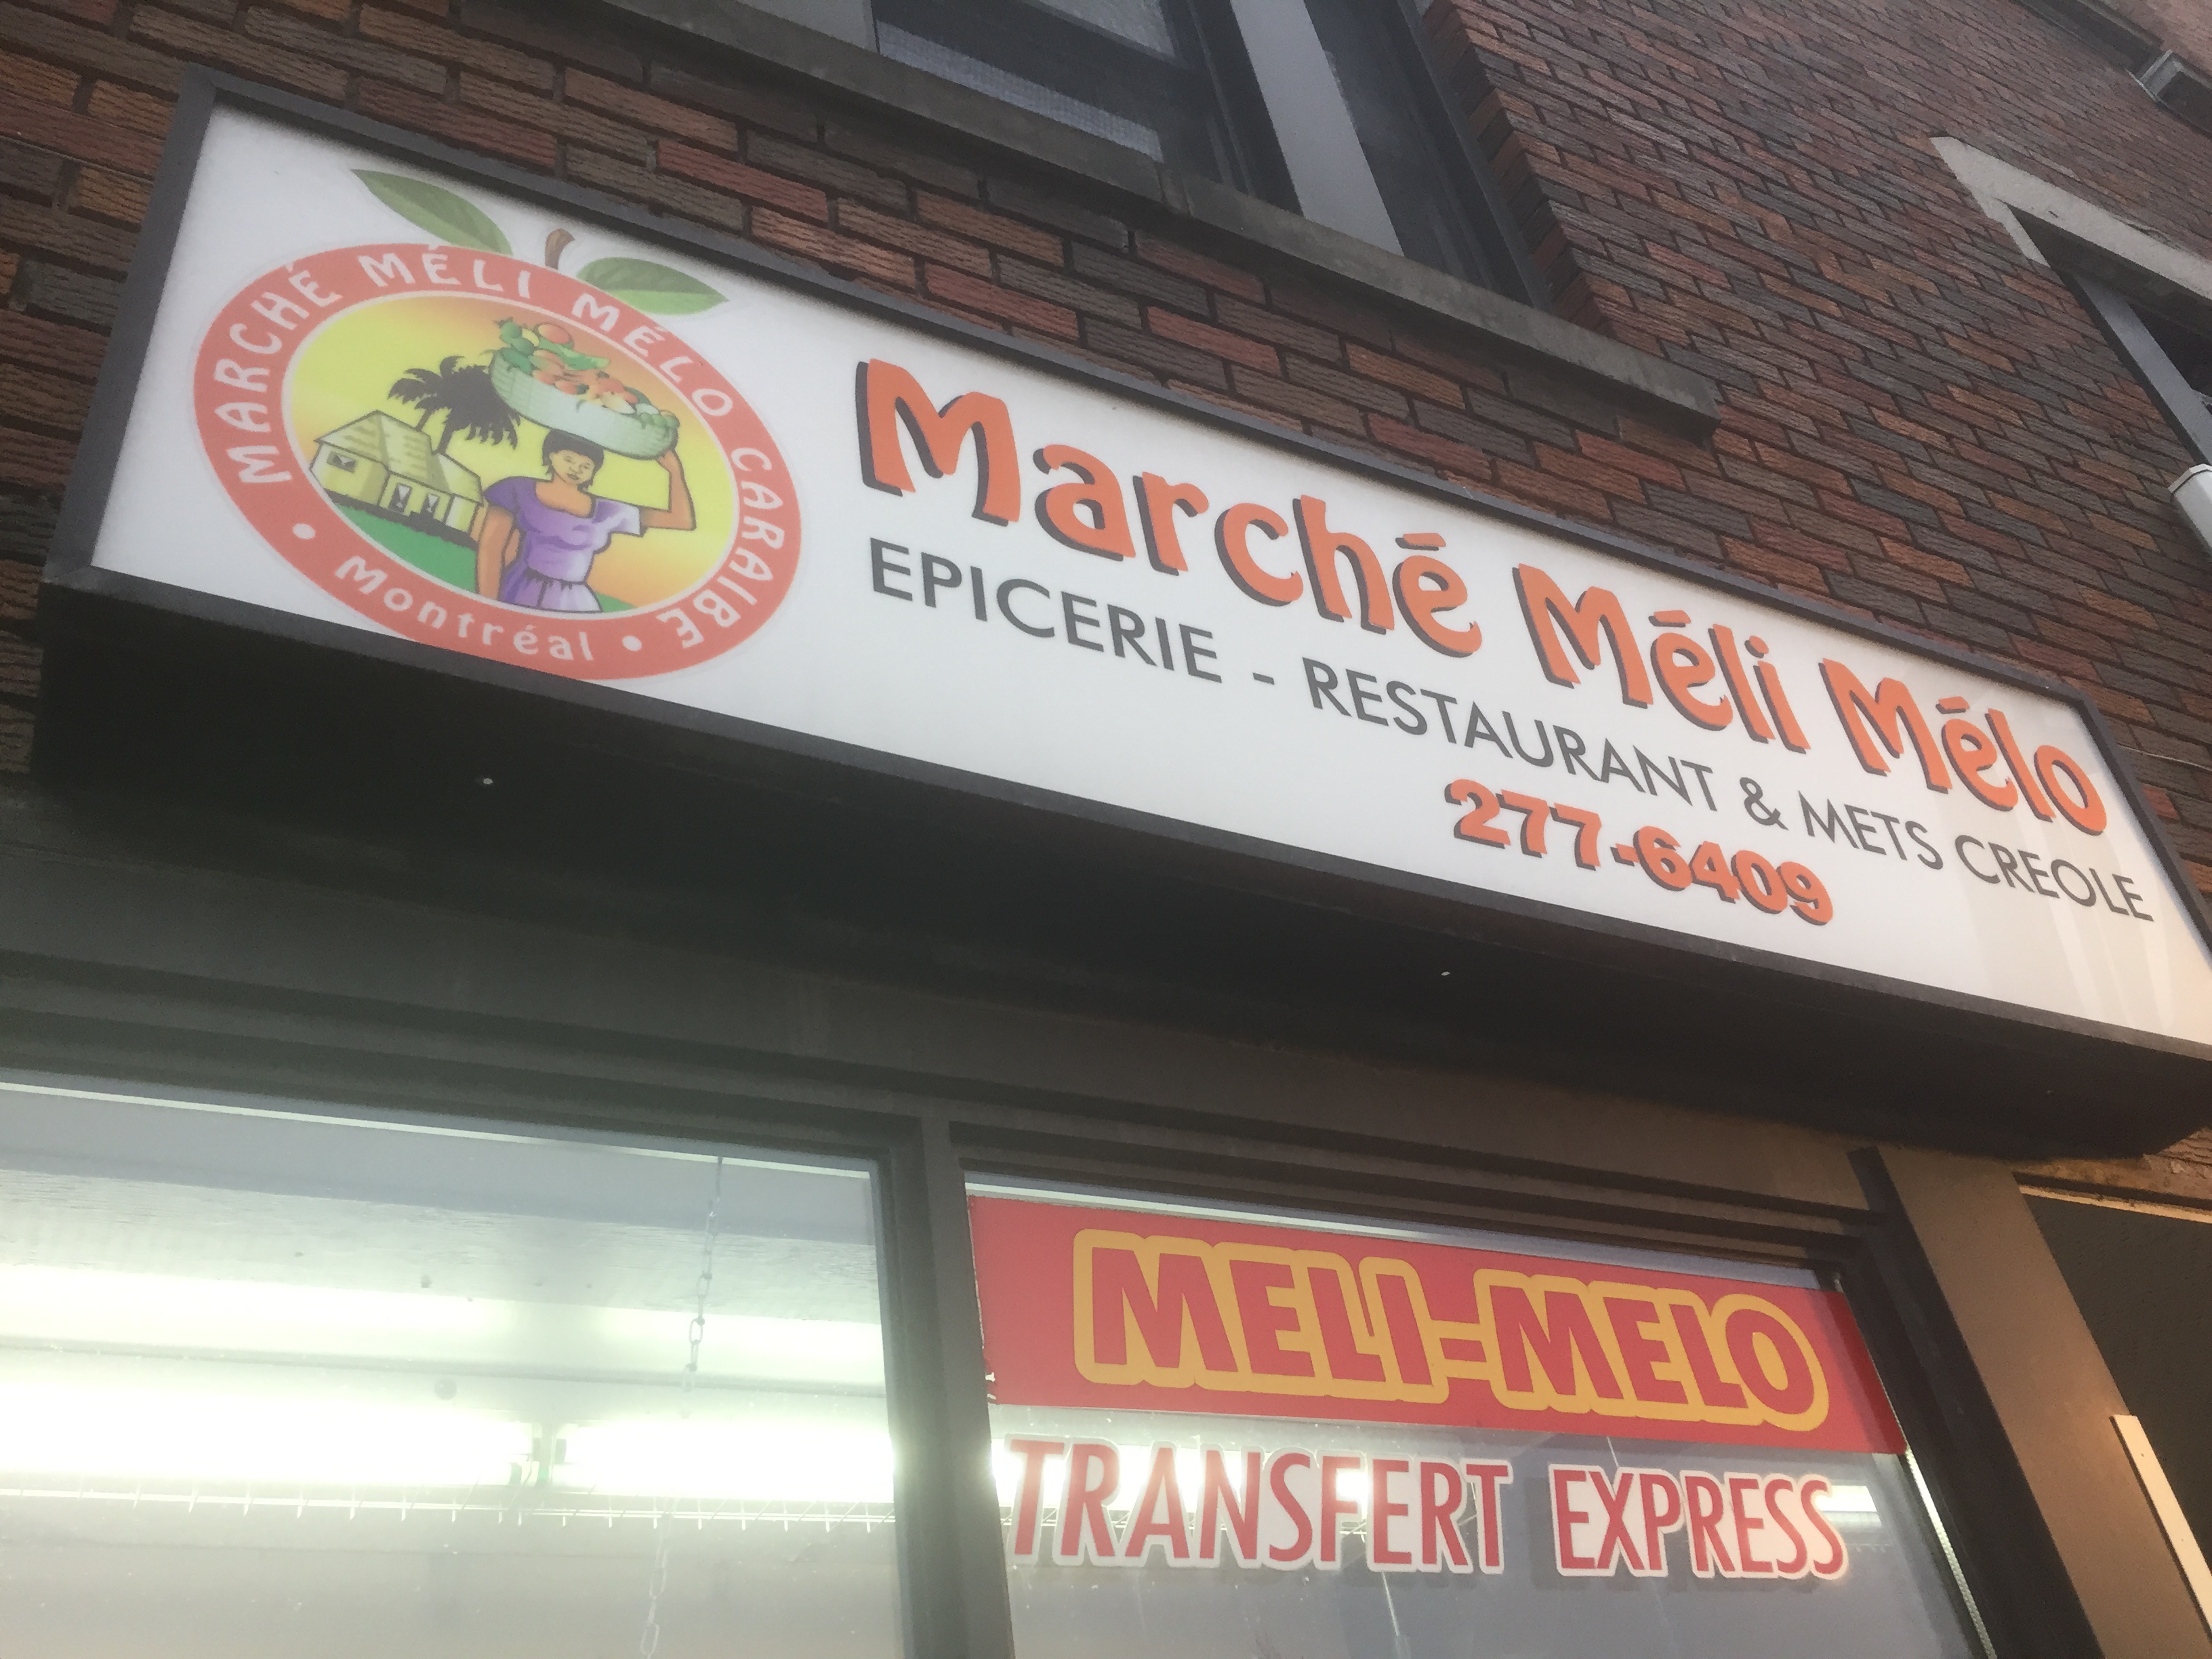 MARCHÉ MÉLI MÉLO CARAIBE
• Montréal •
Marché Méli Mélo
EPICERIE - RESTAURANT & METS CREOLE
277-6409
MELI-MELO
TRANSFERT EXPRESS